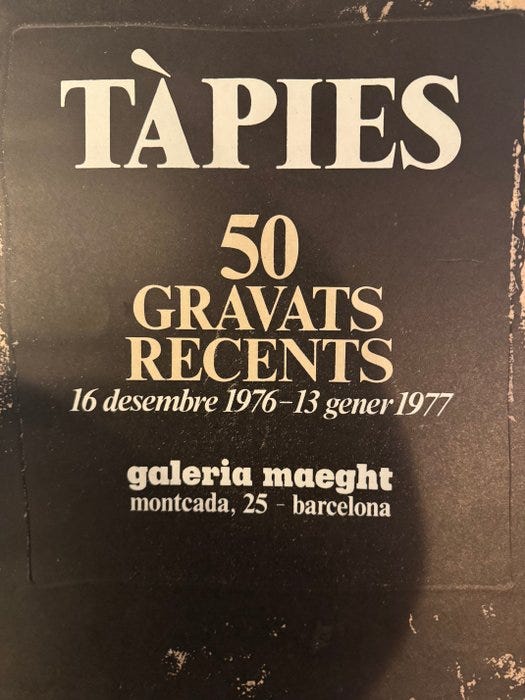 TÀPIES
50
GRAVATS
RECENTS
16 desembre 1976–13 gener 1977
galeria maeght
montcada, 25 - barcelona